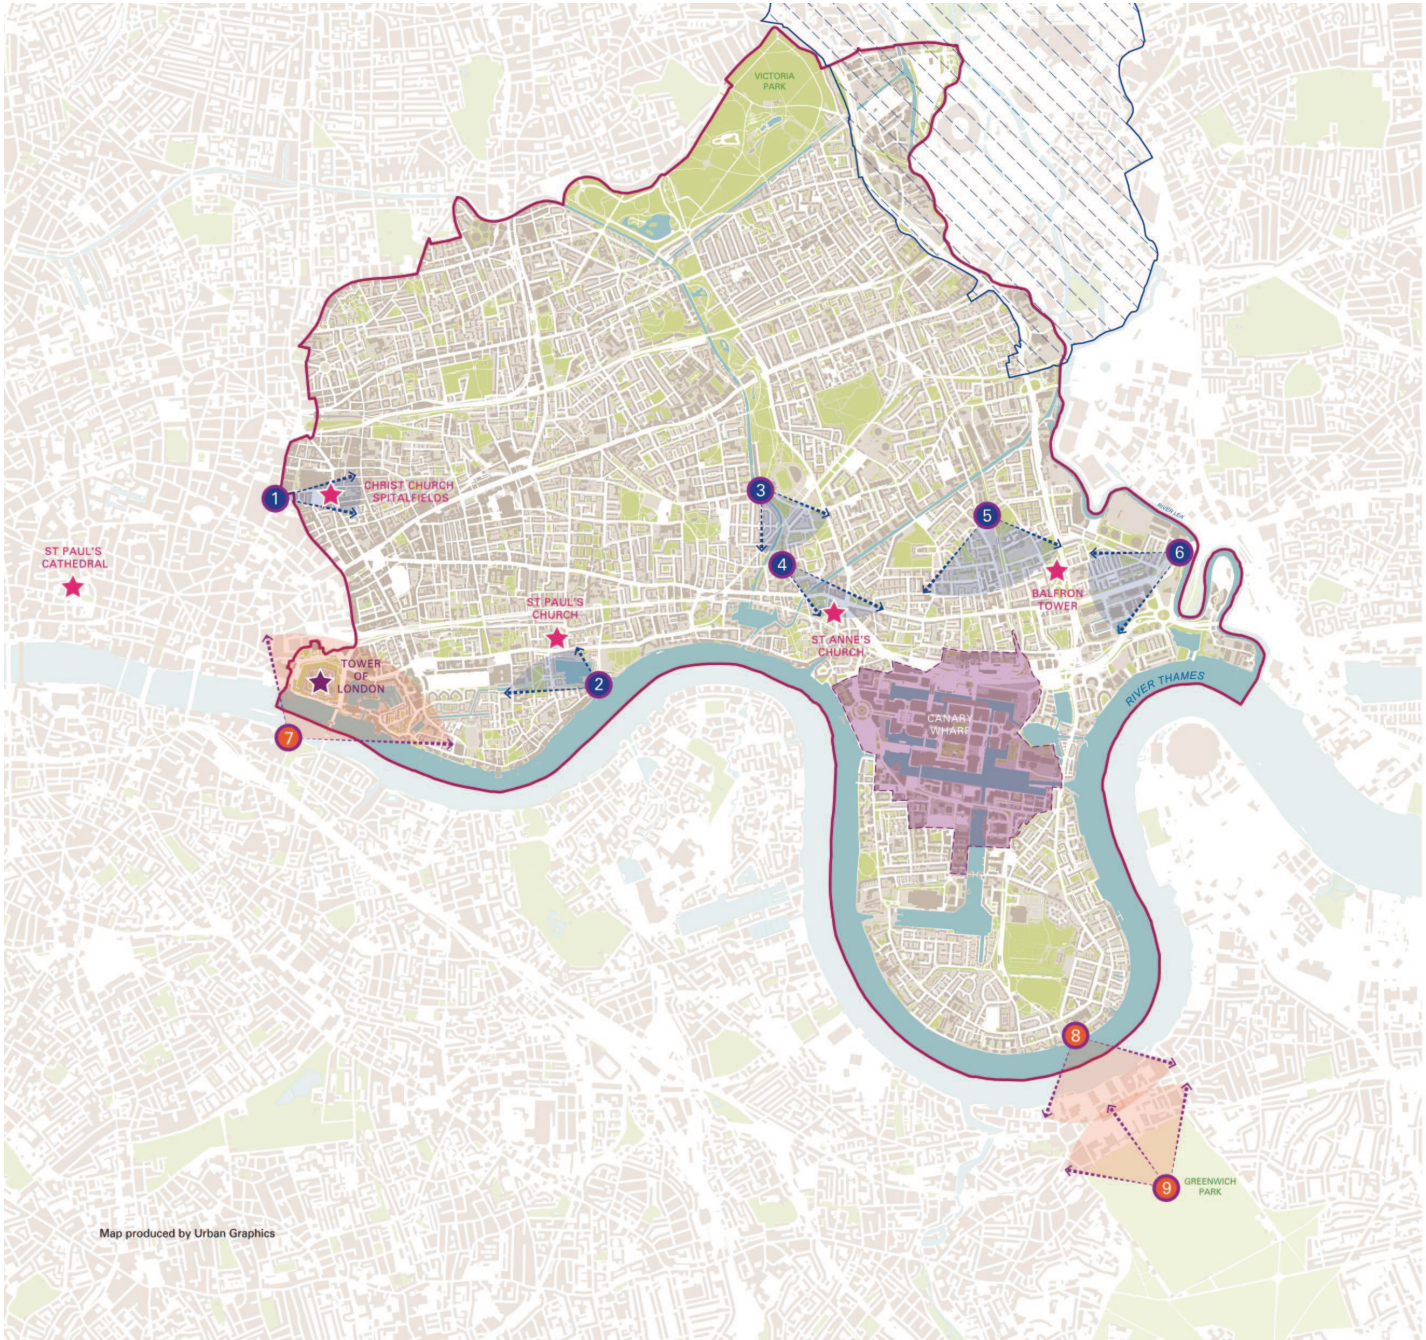 VICTORIA
PARK
1
CHRIST CHURCH
SPITALFIELDS
3
5
RIVER LEA
6
ST PAUL'S
CATHEDRAL
4
BALFRON
TOWER
ST PAUL'S
CHURCH
ST ANNE'S
CHURCH
TOWER
OF
LONDON
2
RIVER THAMES
7
CANARY
WHARF
8
9
GREENWICH
PARK
Map produced by Urban Graphics